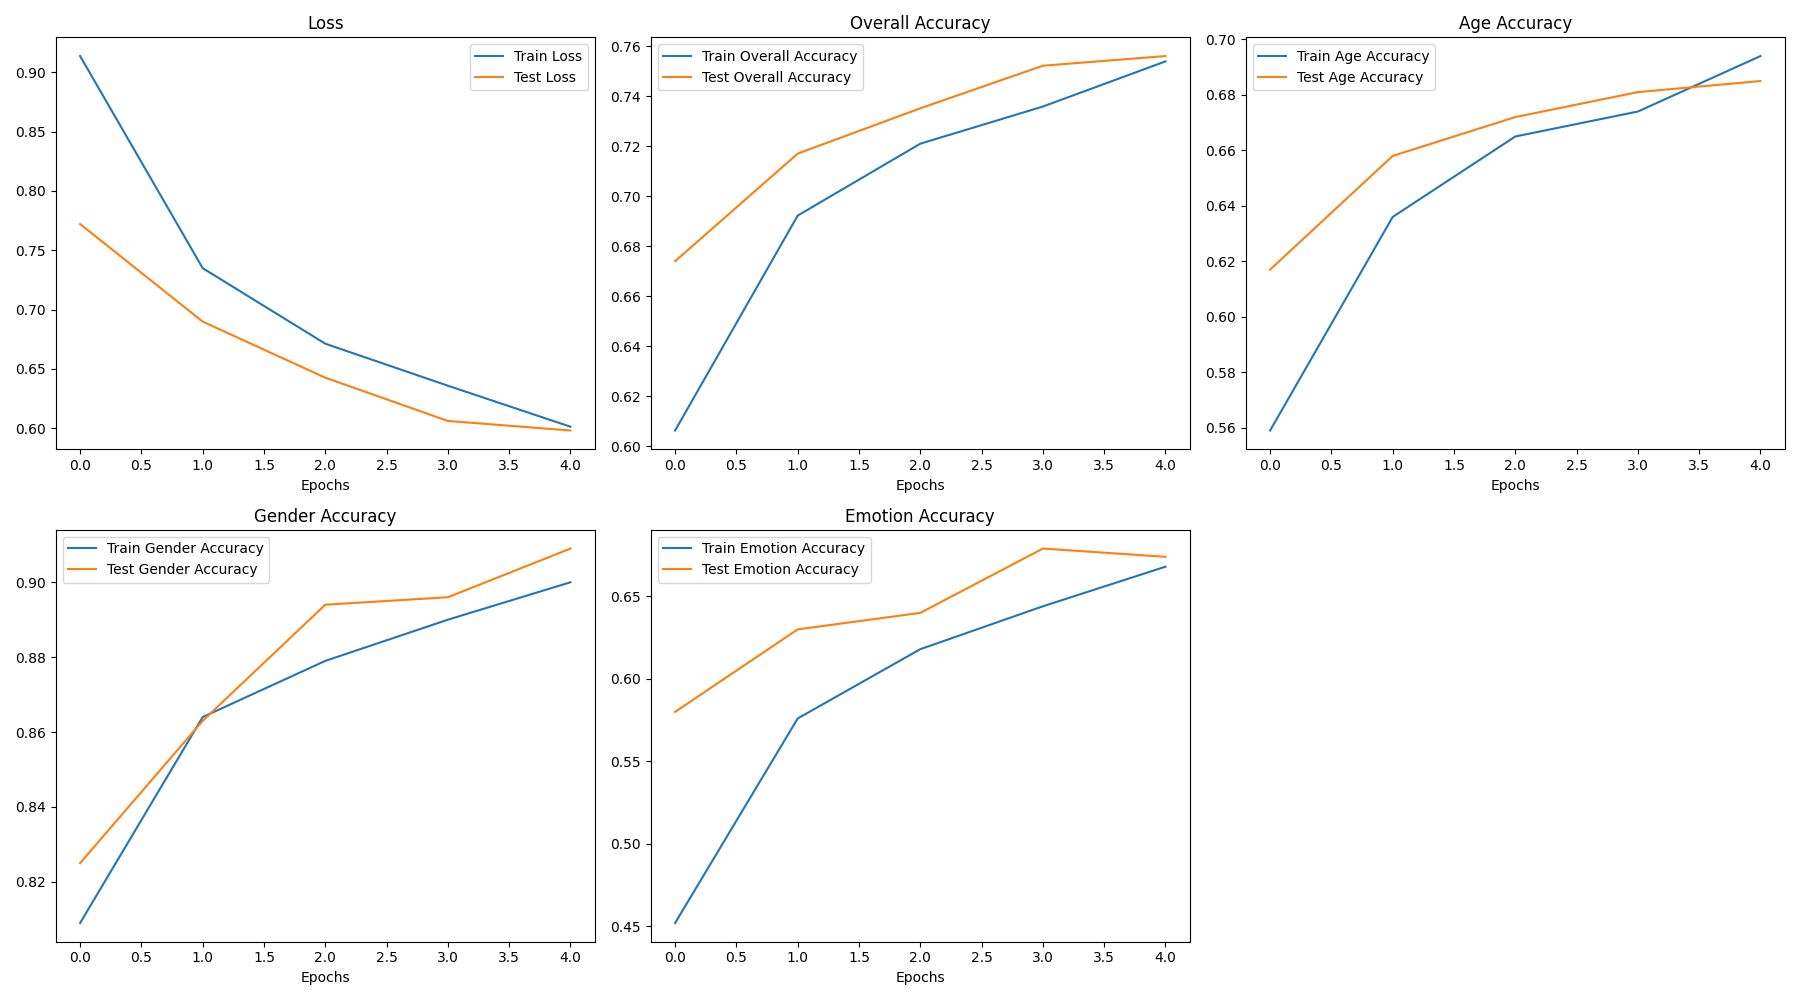 Loss
Train Loss
Test Loss
0.90
0.85
0.80
0.75
0.70
0.65
0.60
0.0 0.5 1.0 1.5 2.0 2.5 3.0 3.5 4.0
Epochs
Overall Accuracy
Train Overall Accuracy
Test Overall Accuracy
0.76
0.74
0.72
0.70
0.68
0.66
0.64
0.62
0.60
0.0 0.5 1.0 1.5 2.0 2.5 3.0 3.5 4.0
Epochs
Age Accuracy
Train Age Accuracy
Test Age Accuracy
0.70
0.68
0.66
0.64
0.62
0.60
0.58
0.56
0.0 0.5 1.0 1.5 2.0 2.5 3.0 3.5 4.0
Epochs
Gender Accuracy
Train Gender Accuracy
Test Gender Accuracy
0.90
0.88
0.86
0.84
0.82
0.0 0.5 1.0 1.5 2.0 2.5 3.0 3.5 4.0
Epochs
Emotion Accuracy
Train Emotion Accuracy
Test Emotion Accuracy
0.65
0.60
0.55
0.50
0.45
0.0 0.5 1.0 1.5 2.0 2.5 3.0 3.5 4.0
Epochs